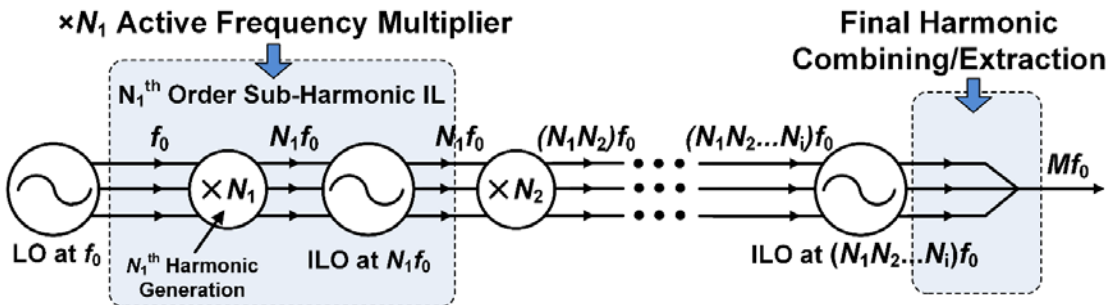 ×N₁ Active Frequency Multiplier
Final Harmonic
Combining/Extraction
N₁ᵗʰ Order Sub-Harmonic IL
f₀
N₁f₀
N₁f₀
(N₁N₂)f₀
(N₁N₂...Nᵢ)f₀
Mf₀
×N₁
×N₂
LO at f₀
N₁ᵗʰ Harmonic
Generation
ILO at N₁f₀
ILO at (N₁N₂...Nᵢ)f₀